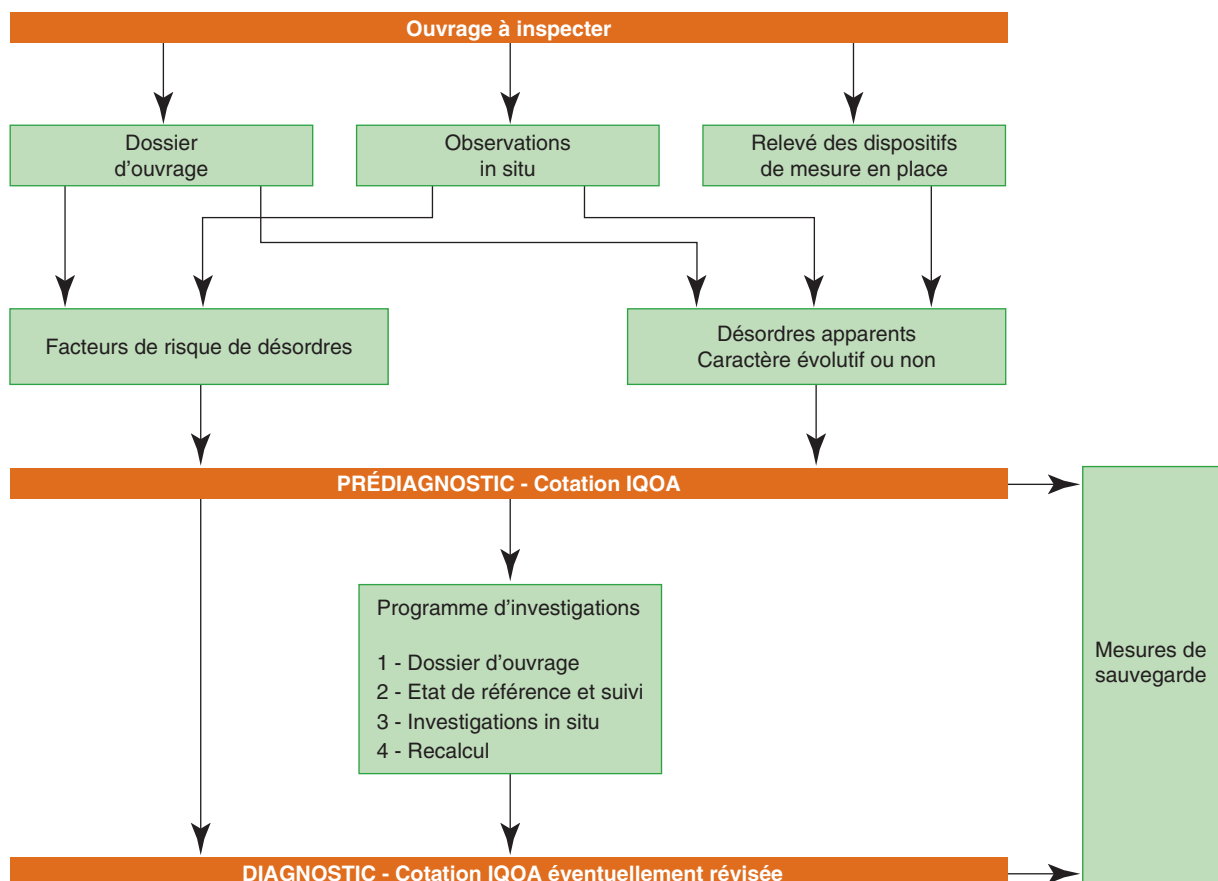 Ouvrage à inspecter
Dossier
d'ouvrage
Observations
in situ
Relevé des dispositifs
de mesure en place
Facteurs de risque de désordres
Désordres apparents
Caractère évolutif ou non
PRÉDIAGNOSTIC - Cotation IQOA
Programme d'investigations
1 - Dossier d'ouvrage
2 - Etat de référence et suivi
3 - Investigations in situ
4 - Recalcul
Mesures de
sauvegarde
DIAGNOSTIC - Cotation IQOA éventuellement révisée